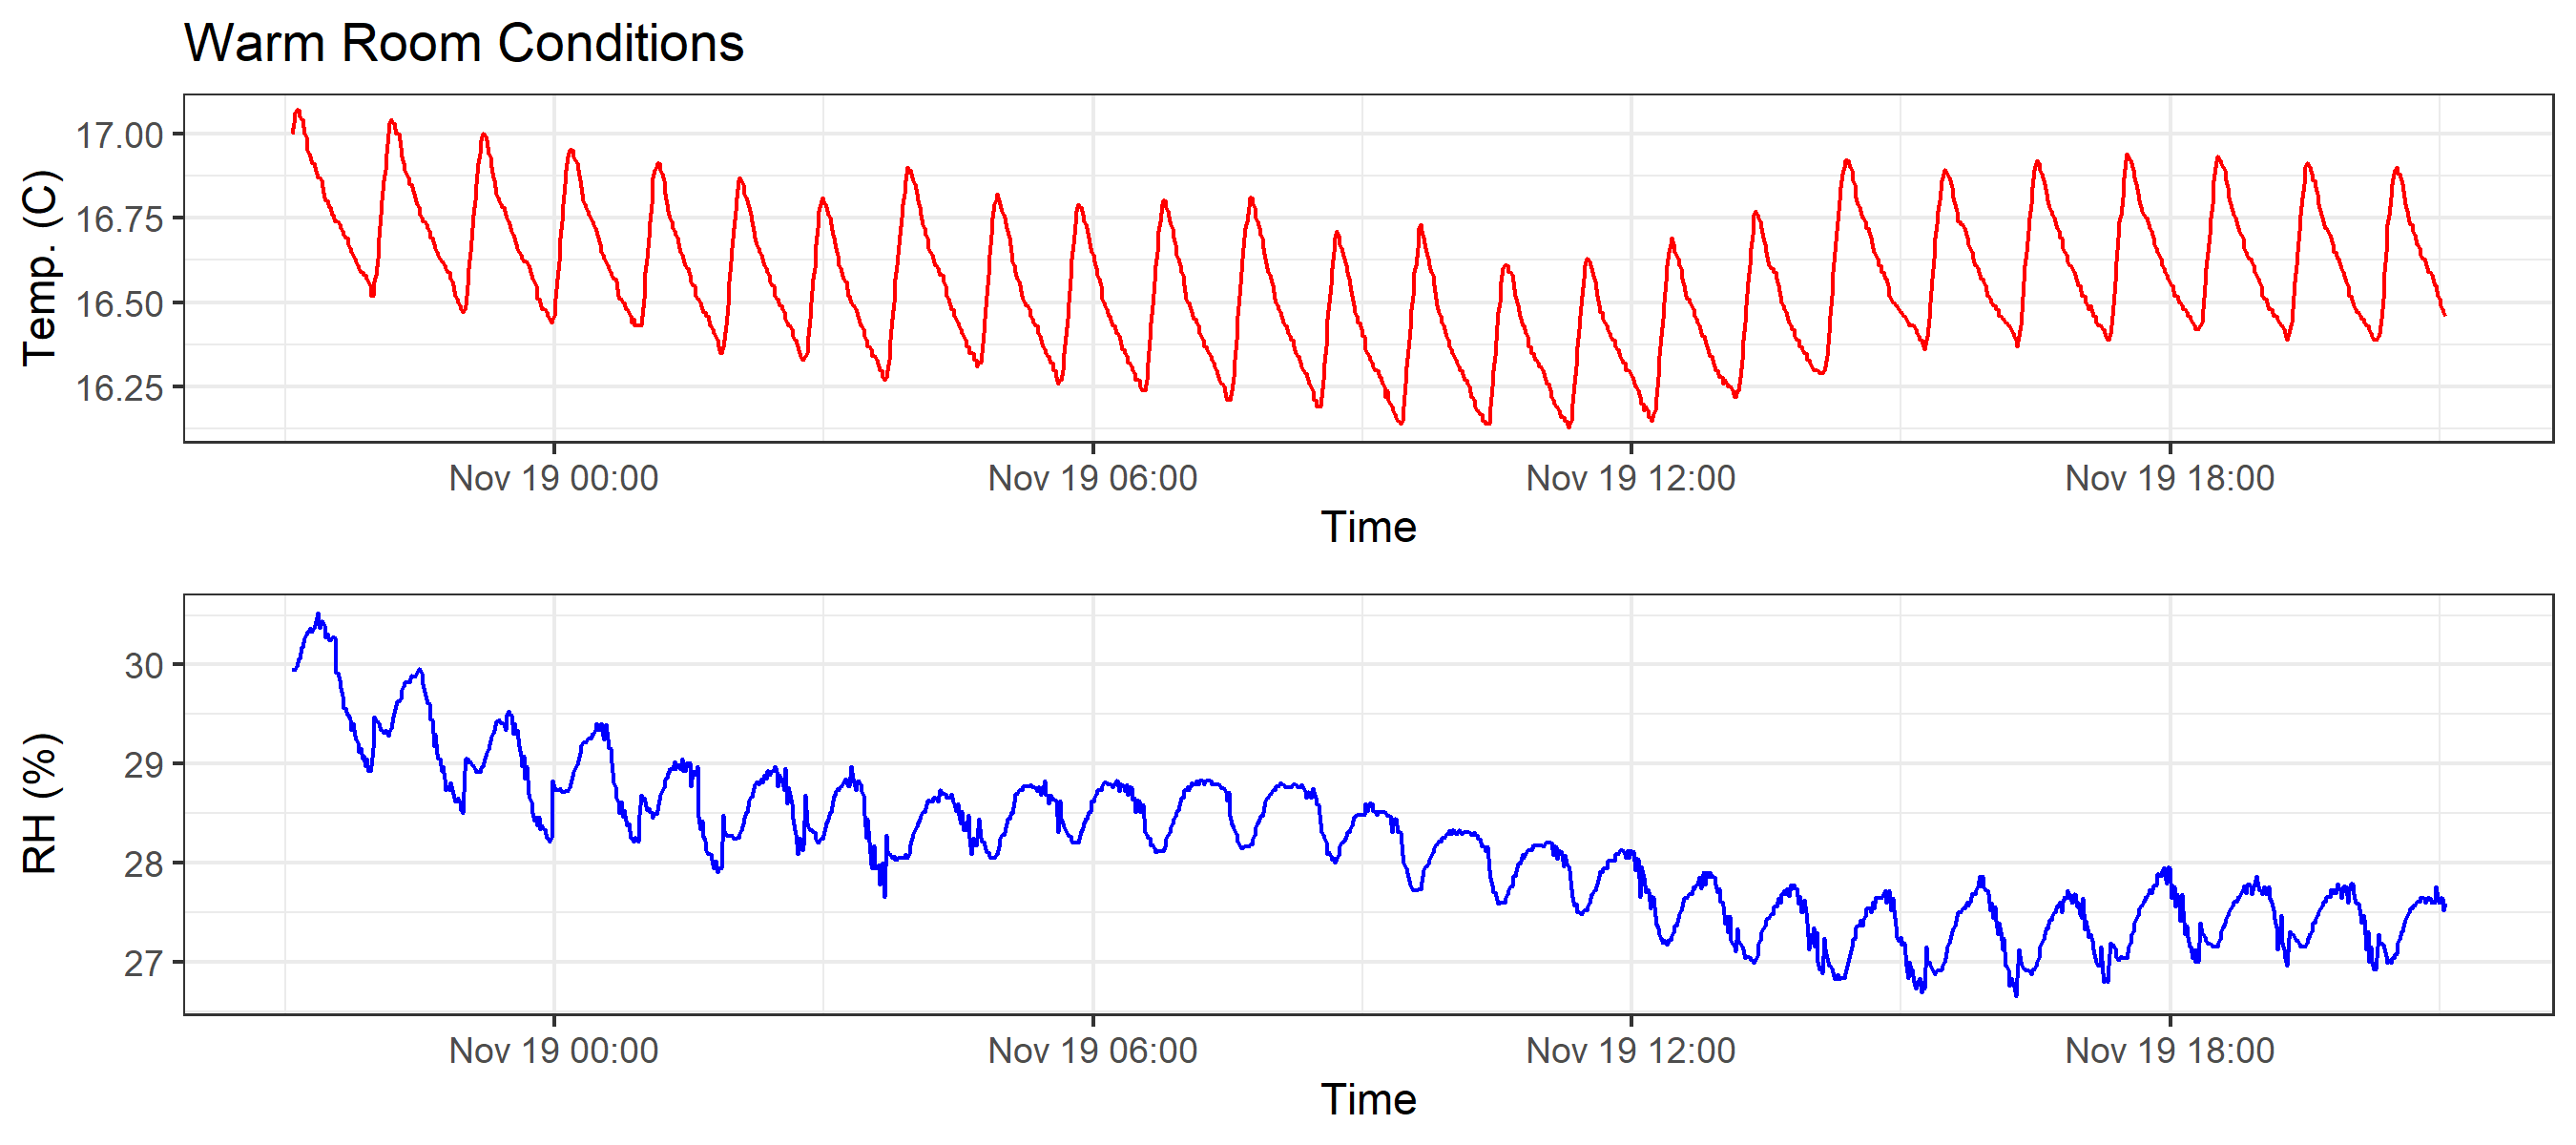 Warm Room Conditions
Temp. (C)
17.00
16.75
16.50
16.25
Nov 19 00:00 Nov 19 06:00 Nov 19 12:00 Nov 19 18:00
Time
RH (%)
30
29
28
27
Nov 19 00:00 Nov 19 06:00 Nov 19 12:00 Nov 19 18:00
Time